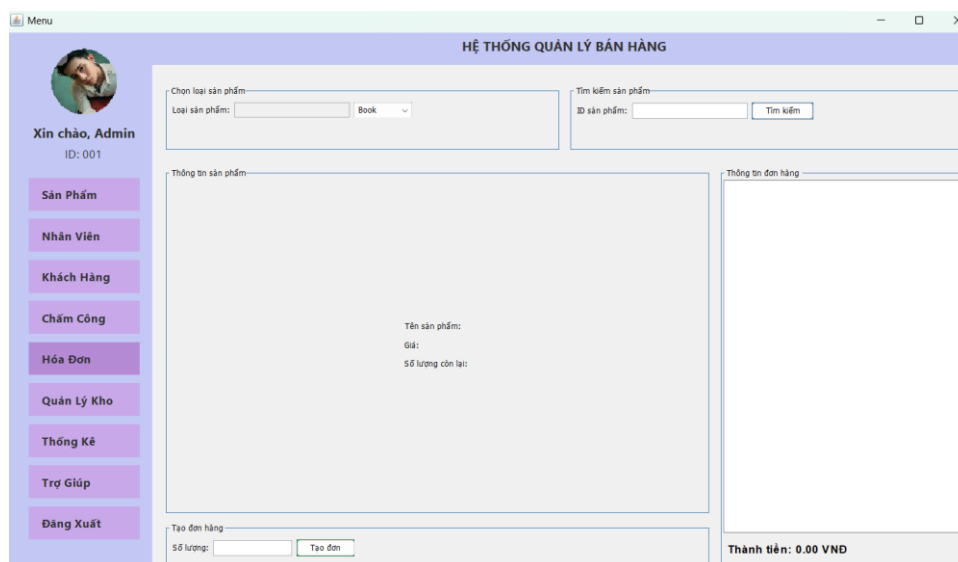 Menu
HỆ THỐNG QUẢN LÝ BÁN HÀNG
Xin chào, Admin
ID: 001
Sản Phẩm
Nhân Viên
Khách Hàng
Chấm Công
Hóa Đơn
Quản Lý Kho
Thống Kê
Trợ Giúp
Đăng Xuất
Chọn loại sản phẩm
Loại sản phẩm: Book
Tìm kiếm sản phẩm
ID sản phẩm: Tìm kiếm
Thông tin sản phẩm
Tên sản phẩm:
Giá:
Số lượng còn lại:
Thông tin đơn hàng
Tạo đơn hàng
Số lượng: Tạo đơn
Thành tiền: 0.00 VNĐ